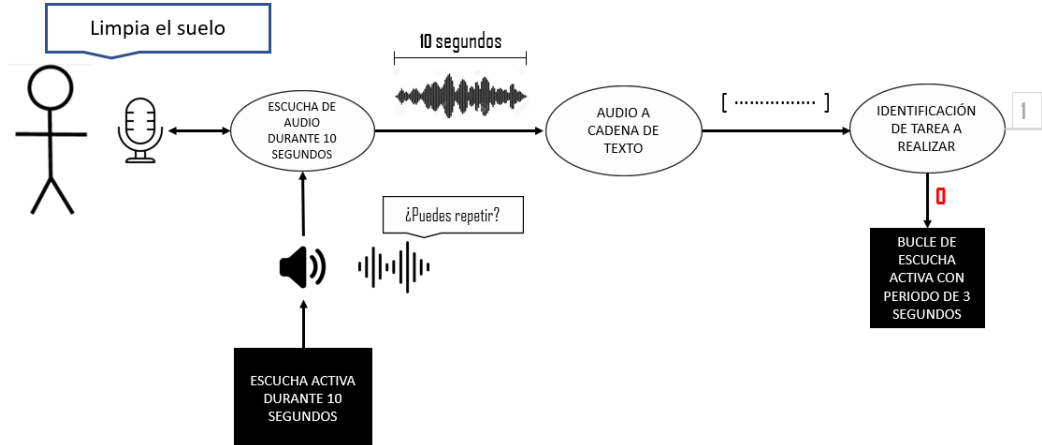 Limpia el suelo
10 segundos
ESCUCHA DE
AUDIO
DURANTE 10
SEGUNDOS
AUDIO A
CADENA DE
TEXTO
[ ................ ]
IDENTIFICACIÓN
DE TAREA A
REALIZAR
1
0
¿Puedes repetir?
BUCLE DE
ESCUCHA
ACTIVA CON
PERIODO DE 3
SEGUNDOS
ESCUCHA ACTIVA
DURANTE 10
SEGUNDOS